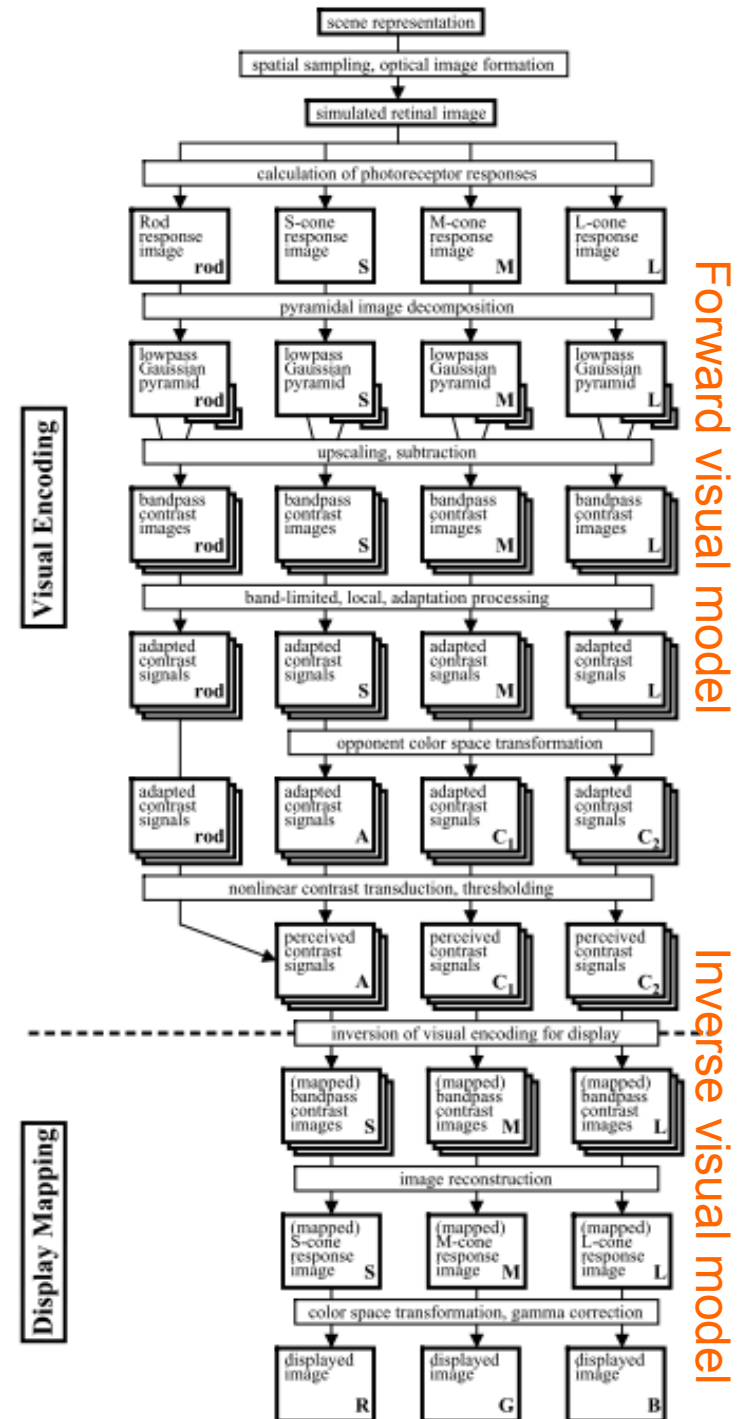 scene representation
spatial sampling, optical image formation
simulated retinal image
calculation of photoreceptor responses
Rod
response
image
rod
S-cone
response
image
S
M-cone
response
image
M
L-cone
response
image
L
pyramidal image decomposition
lowpass
Gaussian
pyramid
rod
lowpass
Gaussian
pyramid
S
lowpass
Gaussian
pyramid
M
lowpass
Gaussian
pyramid
L
upscaling, subtraction
bandpass
contrast
images
rod
bandpass
contrast
images
S
bandpass
contrast
images
M
bandpass
contrast
images
L
band-limited, local, adaptation processing
adapted
contrast
signals
rod
adapted
contrast
signals
S
adapted
contrast
signals
M
adapted
contrast
signals
L
opponent color space transformation
adapted
contrast
signals
rod
adapted
contrast
signals
A
adapted
contrast
signals
C1
adapted
contrast
signals
C2
nonlinear contrast transduction, thresholding
perceived
contrast
signals
A
perceived
contrast
signals
C1
perceived
contrast
signals
C2
inversion of visual encoding for display
(mapped)
bandpass
contrast
images
S
(mapped)
bandpass
contrast
images
M
(mapped)
bandpass
contrast
images
L
image reconstruction
(mapped)
S-cone
response
image
S
(mapped)
M-cone
response
image
M
(mapped)
L-cone
response
image
L
color space transformation, gamma correction
displayed
image
R
displayed
image
G
displayed
image
B
Visual Encoding
Display Mapping
Forward visual model
Inverse visual model